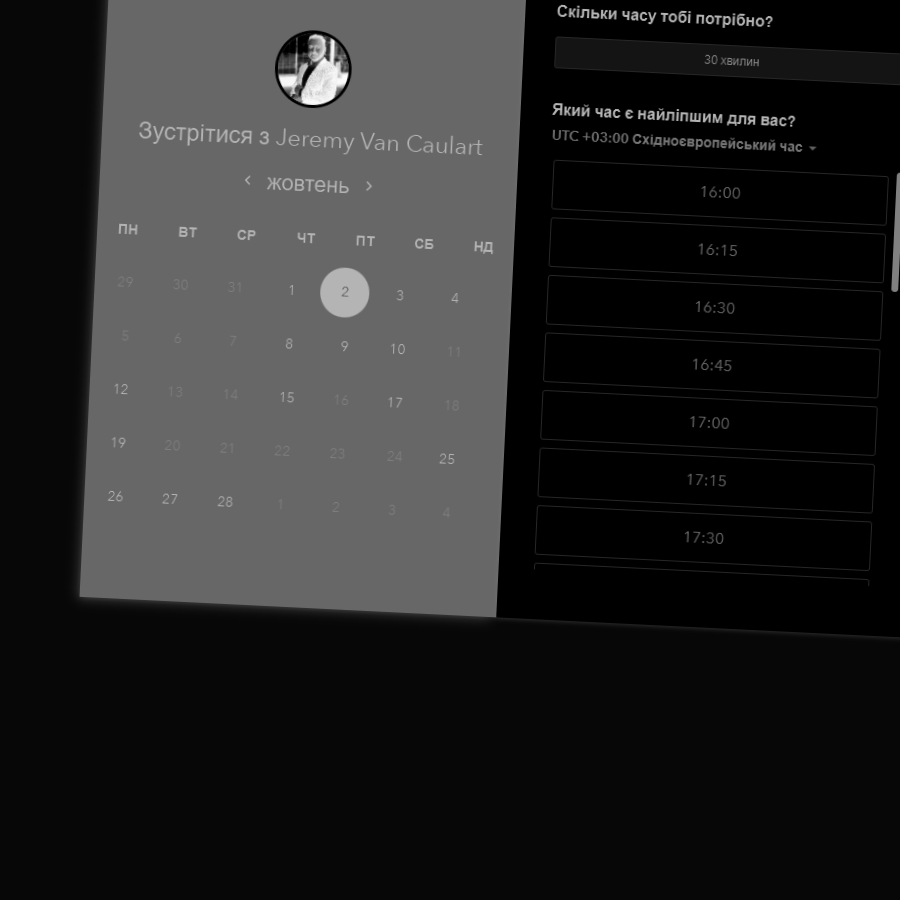 Зустрітися з Jeremy Van Caulart
жовтень
ПН ВТ СР ЧТ ПТ СБ НД
29 30 31 1 2 3 4
5 6 7 8 9 10 11
12 13 14 15 16 17 18
19 20 21 22 23 24 25
26 27 28 1 2 3 4
Скільки часу тобі потрібно?
30 хвилин
Який час є найліпшим для вас?
UTC +03:00 Східноєвропейський час
16:00
16:15
16:30
16:45
17:00
17:15
17:30